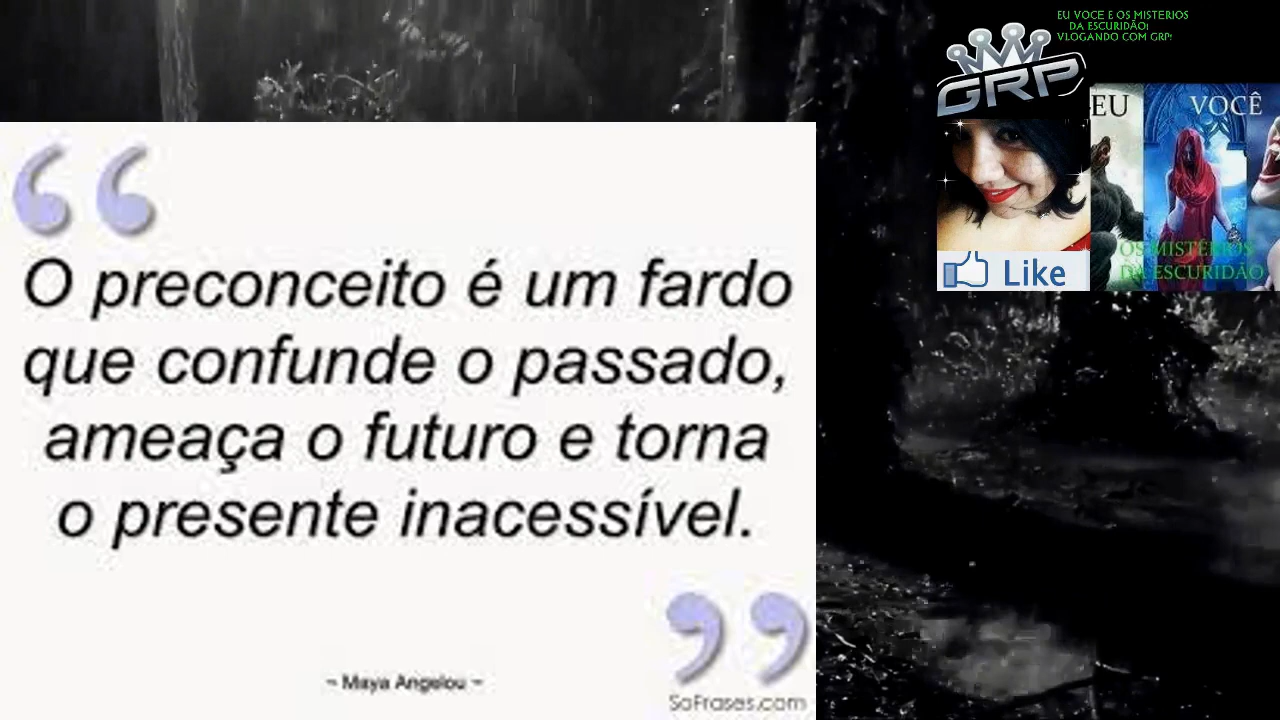 EU VOCE E OS MISTERIOS
DA ESCURIDÃO!
VLOGANDO COM GRP!
GRP
EU VOCÊ
OS MISTÉRIOS
DA ESCURIDÃO
Like
O preconceito é um fardo
que confunde o passado,
ameaça o futuro e torna
o presente inacessível.
~ Maya Angelou ~
SoFrases.com